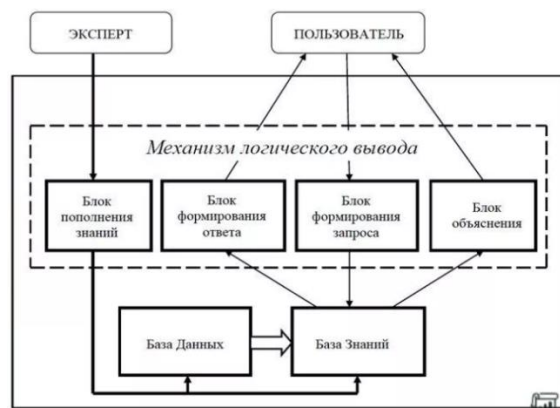 ЭКСПЕРТ
ПОЛЬЗОВАТЕЛЬ
Механизм логического вывода
Блок
пополнения
знаний
Блок
формирования
ответа
Блок
формирования
запроса
Блок
объяснения
База Данных
База Знаний